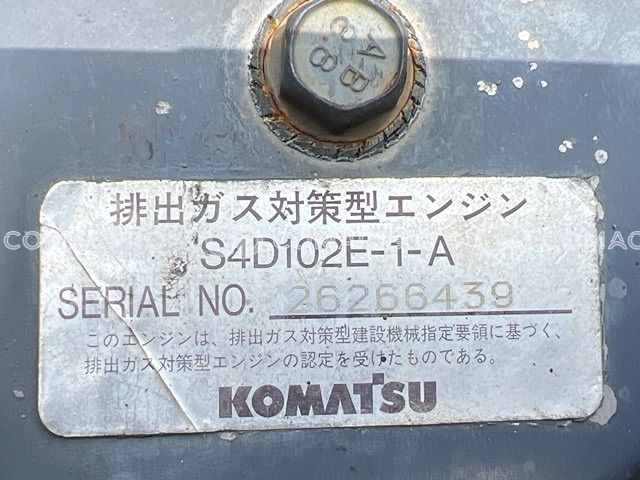 A-B
8.8
排出ガス対策型エンジン
S4D102E-1-A
SERIAL NO. 26266439
このエンジンは、排出ガス対策型建設機械指定要領に基づく、
排出ガス対策型エンジンの認定を受けたものである。
KOMATSU